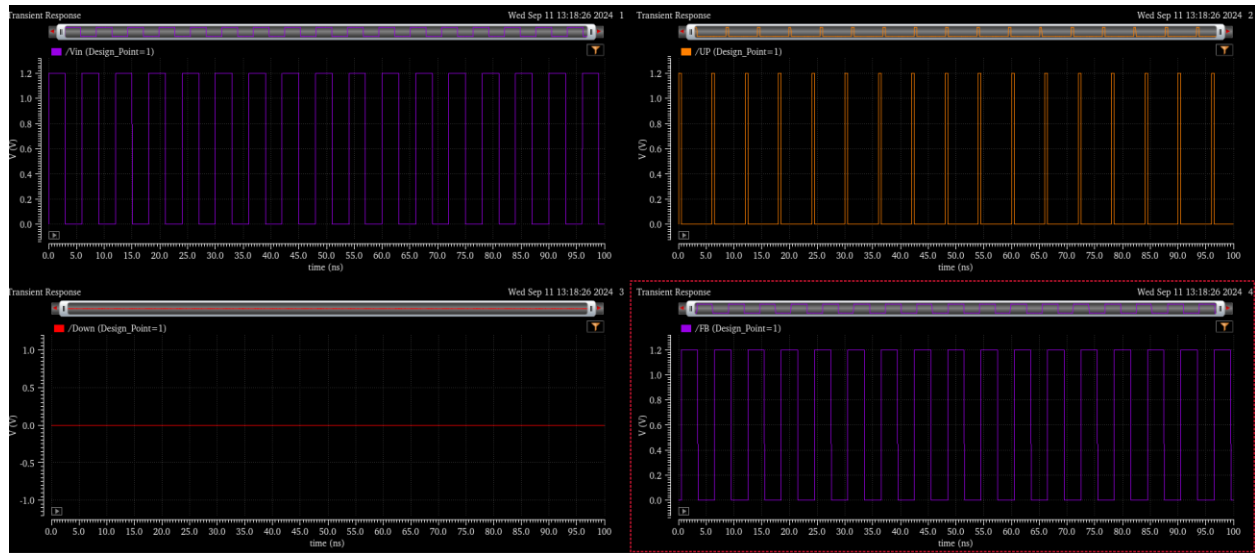 Transient Response Wed Sep 11 13:18:26 2024 1
/Vin (Design_Point=1)
1.2
1.0
0.8
0.6
0.4
0.2
0.0
V (V)
0.0 5.0 10.0 15.0 20.0 25.0 30.0 35.0 40.0 45.0 50.0 55.0 60.0 65.0 70.0 75.0 80.0 85.0 90.0 95.0 100
time (ns)
Transient Response Wed Sep 11 13:18:26 2024 2
/UP (Design_Point=1)
1.2
1.0
0.8
0.6
0.4
0.2
0.0
V (V)
0.0 5.0 10.0 15.0 20.0 25.0 30.0 35.0 40.0 45.0 50.0 55.0 60.0 65.0 70.0 75.0 80.0 85.0 90.0 95.0 100
time (ns)
Transient Response Wed Sep 11 13:18:26 2024 3
/Down (Design_Point=1)
1.0
0.5
0.0
-0.5
-1.0
V (V)
0.0 5.0 10.0 15.0 20.0 25.0 30.0 35.0 40.0 45.0 50.0 55.0 60.0 65.0 70.0 75.0 80.0 85.0 90.0 95.0 100
time (ns)
Transient Response Wed Sep 11 13:18:26 2024 4
/FB (Design_Point=1)
1.2
1.0
0.8
0.6
0.4
0.2
0.0
V (V)
0.0 5.0 10.0 15.0 20.0 25.0 30.0 35.0 40.0 45.0 50.0 55.0 60.0 65.0 70.0 75.0 80.0 85.0 90.0 95.0 100
time (ns)